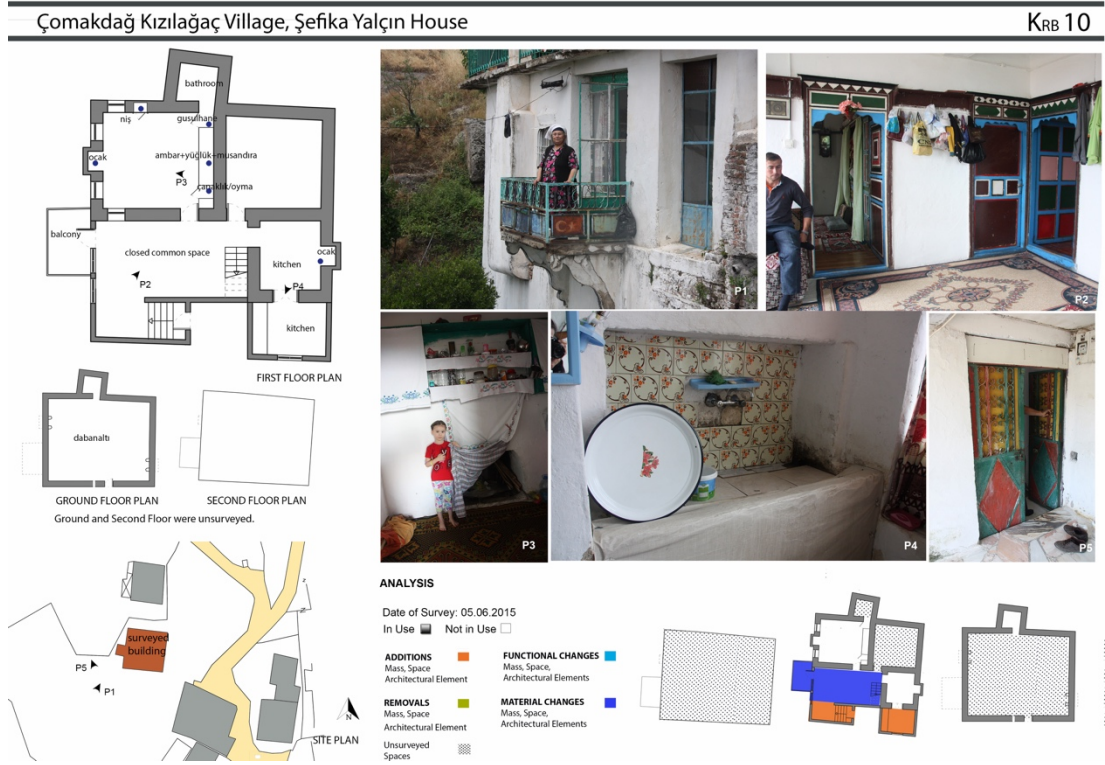 Çomakdağ Kızılağaç Village, Şefika Yalçın House
KRB 10
bathroom
niş
gusulhane
ocak
ambar+yüçlük+musandıra
P3
çanaklık/oyma
balcony
closed common space
ocak
kitchen
P2
P4
kitchen
FIRST FLOOR PLAN
dabanaltı
GROUND FLOOR PLAN
SECOND FLOOR PLAN
Ground and Second Floor were unsurveyed.
surveyed
building
P5
P1
N
SITE PLAN
P1
P2
P3
P4
P5
ANALYSIS
Date of Survey: 05.06.2015
In Use
Not in Use
ADDITIONS
Mass, Space
Architectural Element
FUNCTIONAL CHANGES
Mass, Space,
Architectural Elements
REMOVALS
Mass, Space
Architectural Element
MATERIAL CHANGES
Mass, Space,
Architectural Elements
Unsurveyed
Spaces